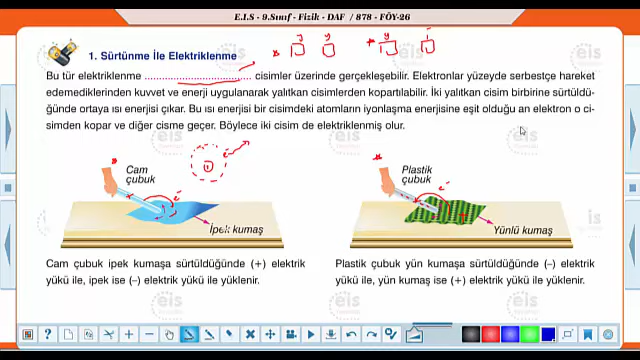 E.I.S - 9.Sınıf - Fizik - DAF / 878 - FÖY-26
1. Sürtünme İle Elektriklenme
Bu tür elektriklenme .................................. cisimler üzerinde gerçekleşebilir. Elektronlar yüzeyde serbestçe hareket
edemediklerinden kuvvet ve enerji uygulanarak yalıtkan cisimlerden kopartılabilir. İki yalıtkan cisim birbirine sürtüldü-
ğünde ortaya ısı enerjisi çıkar. Bu ısı enerjisi bir cisimdeki atomların iyonlaşma enerjisine eşit olduğu an elektron o ci-
simden kopar ve diğer cisme geçer. Böylece iki cisim de elektriklenmiş olur.
Cam
çubuk
İpek kumaş
Plastik
çubuk
Yünlü kumaş
Cam çubuk ipek kumaşa sürtüldüğünde (+) elektrik
yükü ile, ipek ise (–) elektrik yükü ile yüklenir.
Plastik çubuk yün kumaşa sürtüldüğünde (–) elektrik
yükü ile, yün kumaş ise (+) elektrik yükü ile yüklenir.
eis